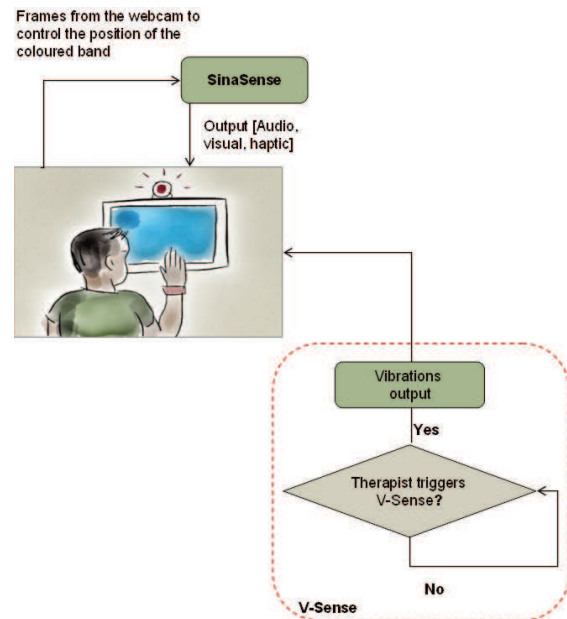 Frames from the webcam to
control the position of the
coloured band
SinaSense
Output [Audio,
visual, haptic]
Vibrations
output
Yes
Therapist triggers
V-Sense?
No
V-Sense